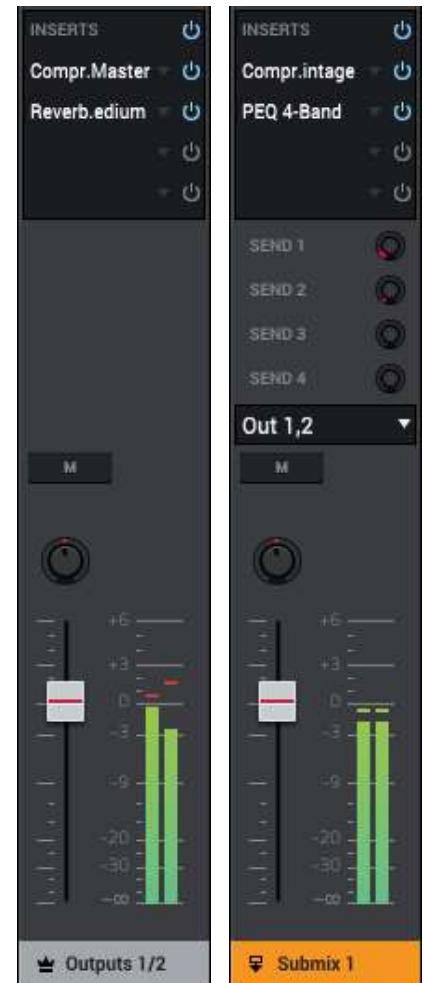 INSERTS
Compr.Master
Reverb.edium
M
+6
+3
0
-3
-9
-20
-30
-∞
Outputs 1/2
INSERTS
Compr.intage
PEQ 4-Band
SEND 1
SEND 2
SEND 3
SEND 4
Out 1,2
M
+6
+3
0
-3
-9
-20
-30
-∞
Submix 1